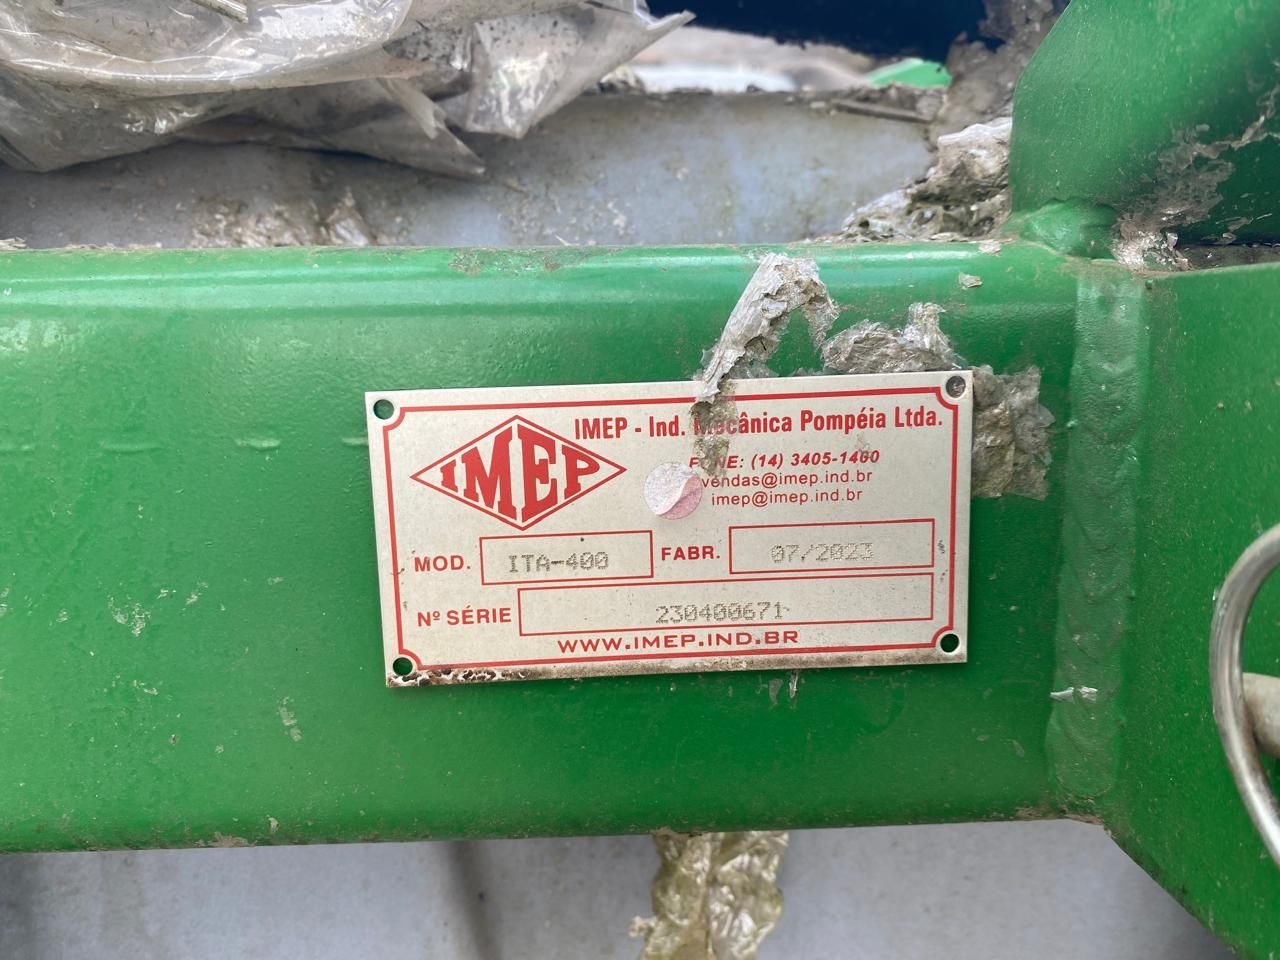 IMEP - Ind. Mecânica Pompéia Ltda.
IMEP
FONE: (14) 3405-1400
vendas@imep.ind.br
imep@imep.ind.br
MOD. ITA-400 FABR. 07/2023
Nº SÉRIE 230400671
WWW.IMEP.IND.BR